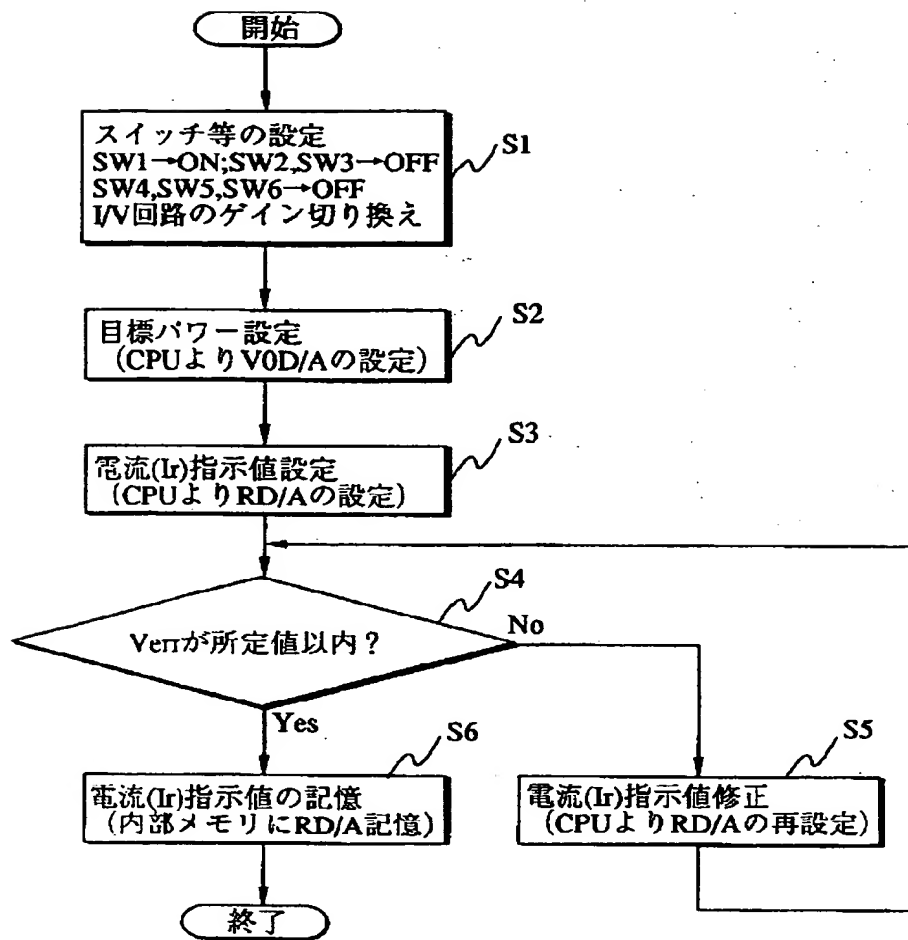 開始
スイッチ等の設定
SW1→ON;SW2,SW3→OFF
SW4,SW5,SW6→OFF
I/V回路のゲイン切り換え
S1
目標パワー設定
(CPUよりV0D/Aの設定)
S2
電流(Ir)指示値設定
(CPUよりRD/Aの設定)
S3
Verrが所定値以内?
S4
No
Yes
電流(Ir)指示値の記憶
(内部メモリにRD/A記憶)
S6
電流(Ir)指示値修正
(CPUよりRD/Aの再設定)
S5
終了